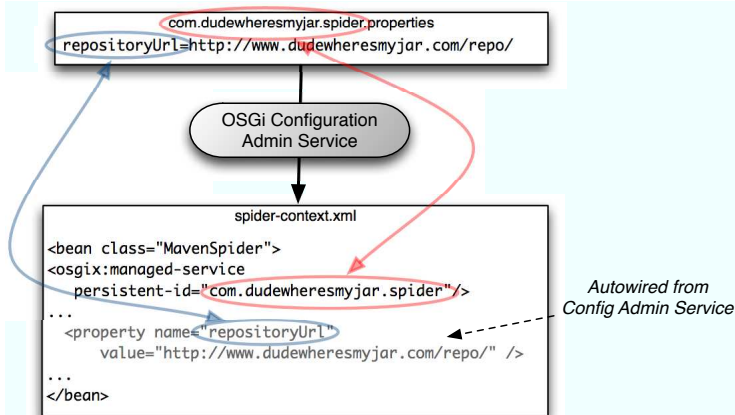 com.dudewheresmyjar.spider.properties
repositoryUrl=http://www.dudewheresmyjar.com/repo/
OSGi Configuration
Admin Service
spider-context.xml
<bean class="MavenSpider">
<osgix:managed-service
persistent-id="com.dudewheresmyjar.spider"/>
...
<property name="repositoryUrl"
value="http://www.dudewheresmyjar.com/repo/" />
...
</bean>
Autowired from
Config Admin Service